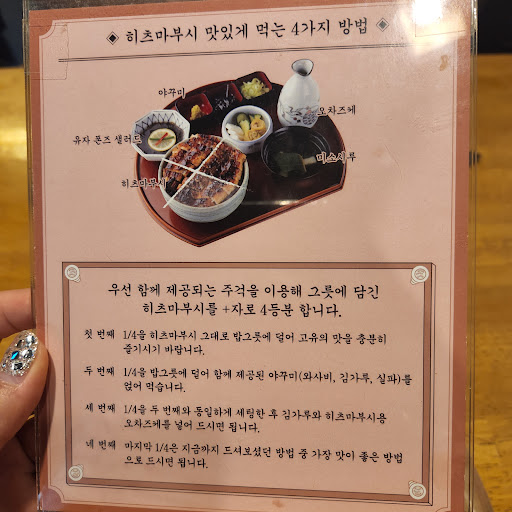 히츠마부시 맛있게 먹는 4가지 방법
야꾸미
오차즈케
유자 폰즈 샐러드
미소시루
히츠마부시
우선 함께 제공되는 주걱을 이용해 그릇에 담긴
히츠마부시를 +자로 4등분 합니다.
첫 번째 1/4을 히츠마부시 그대로 밥그릇에 덜어 고유의 맛을 충분히
즐기시기 바랍니다.
두 번째 1/4을 밥그릇에 덜어 함께 제공된 야꾸미(와사비, 김가루, 실파)를
얹어 먹습니다.
세 번째 1/4을 두 번째와 동일하게 세팅한 후 김가루와 히츠마부시용
오차즈케를 넣어 드시면 됩니다.
네 번째 마지막 1/4은 지금까지 드셔보셨던 방법 중 가장 맛이 좋은 방법
으로 드시면 됩니다.